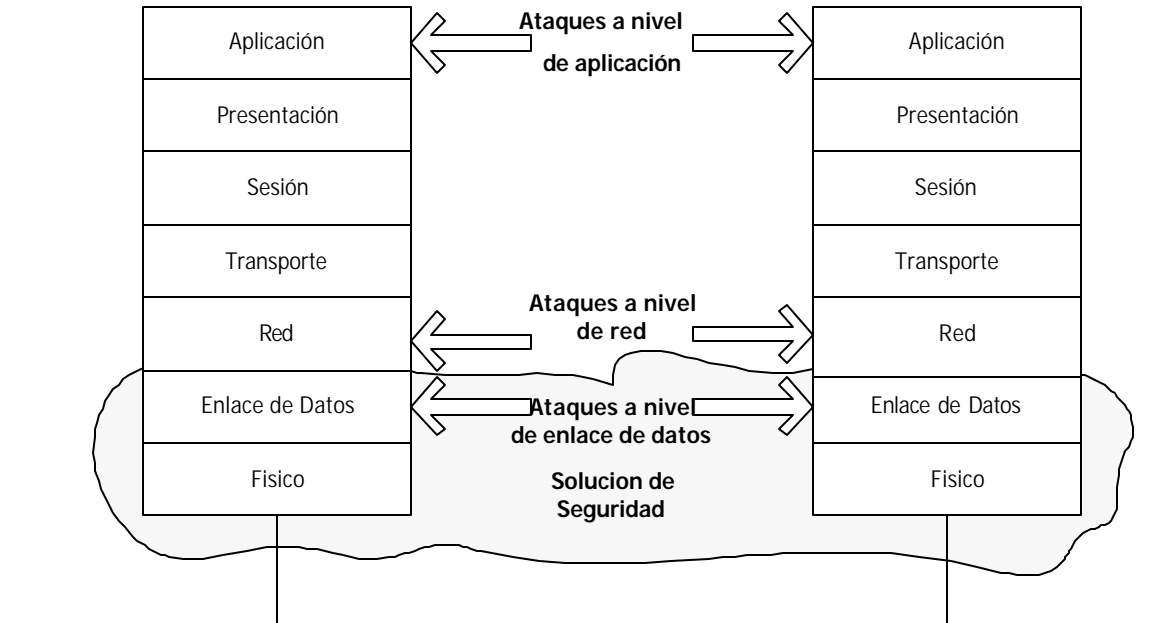 Aplicación
Ataques a nivel
de aplicación
Aplicación
Presentación
Presentación
Sesión
Sesión
Transporte
Transporte
Red
Ataques a nivel
de red
Red
Enlace de Datos
Ataques a nivel
de enlace de datos
Enlace de Datos
Fisico
Solucion de
Seguridad
Fisico